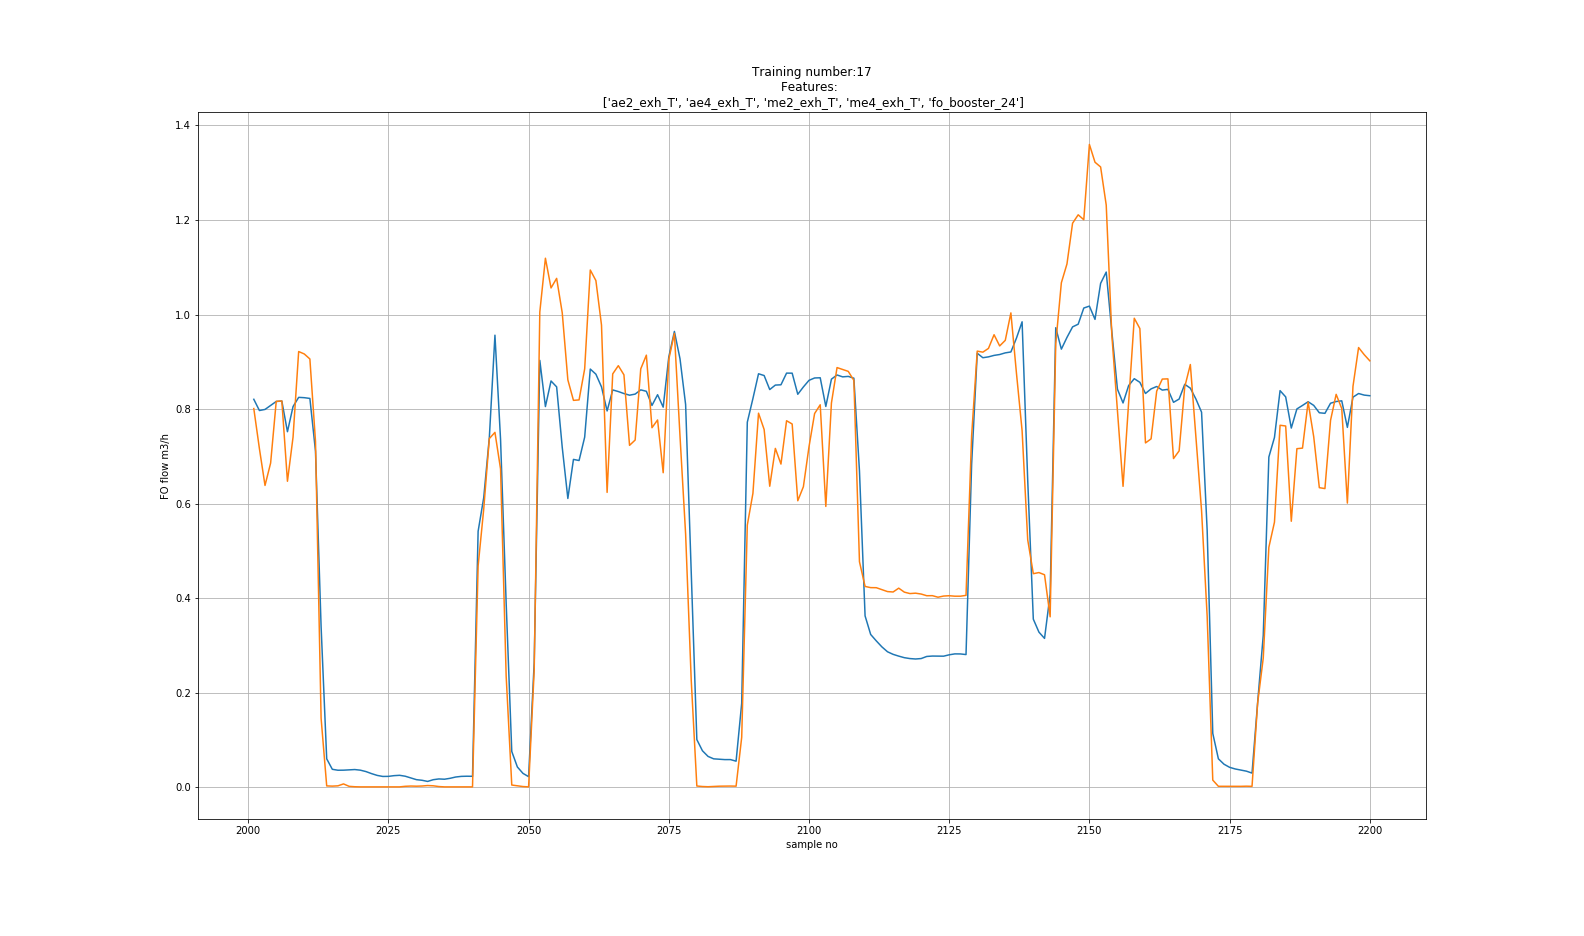 Training number:17
Features:
['ae2_exh_T', 'ae4_exh_T', 'me2_exh_T', 'me4_exh_T', 'fo_booster_24']
1.4
1.2
1.0
0.8
0.6
0.4
0.2
0.0
FO flow m3/h
2000 2025 2050 2075 2100 2125 2150 2175 2200
sample no